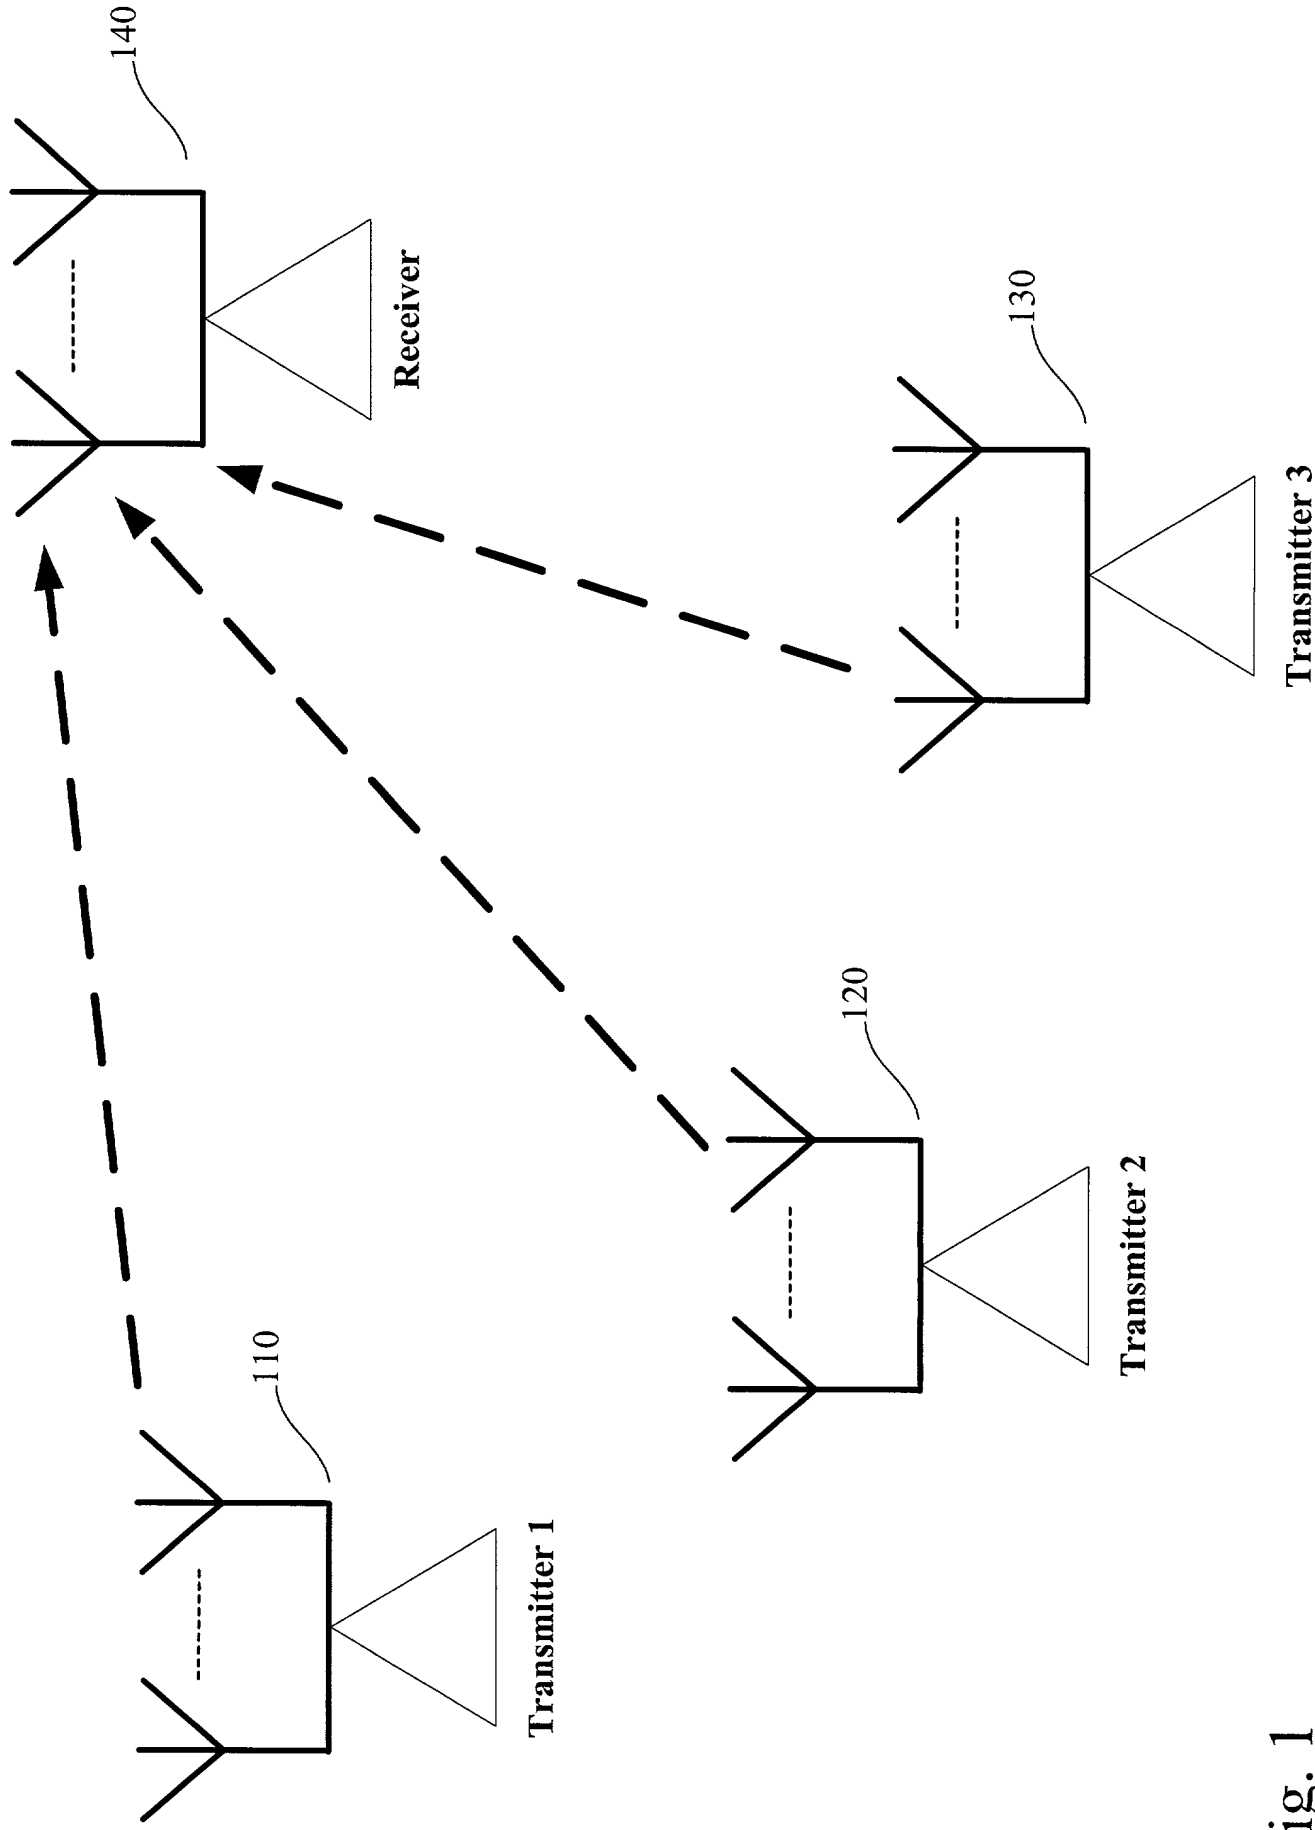 140
Receiver
130
Transmitter 3
120
Transmitter 2
110
Transmitter 1
ig. 1